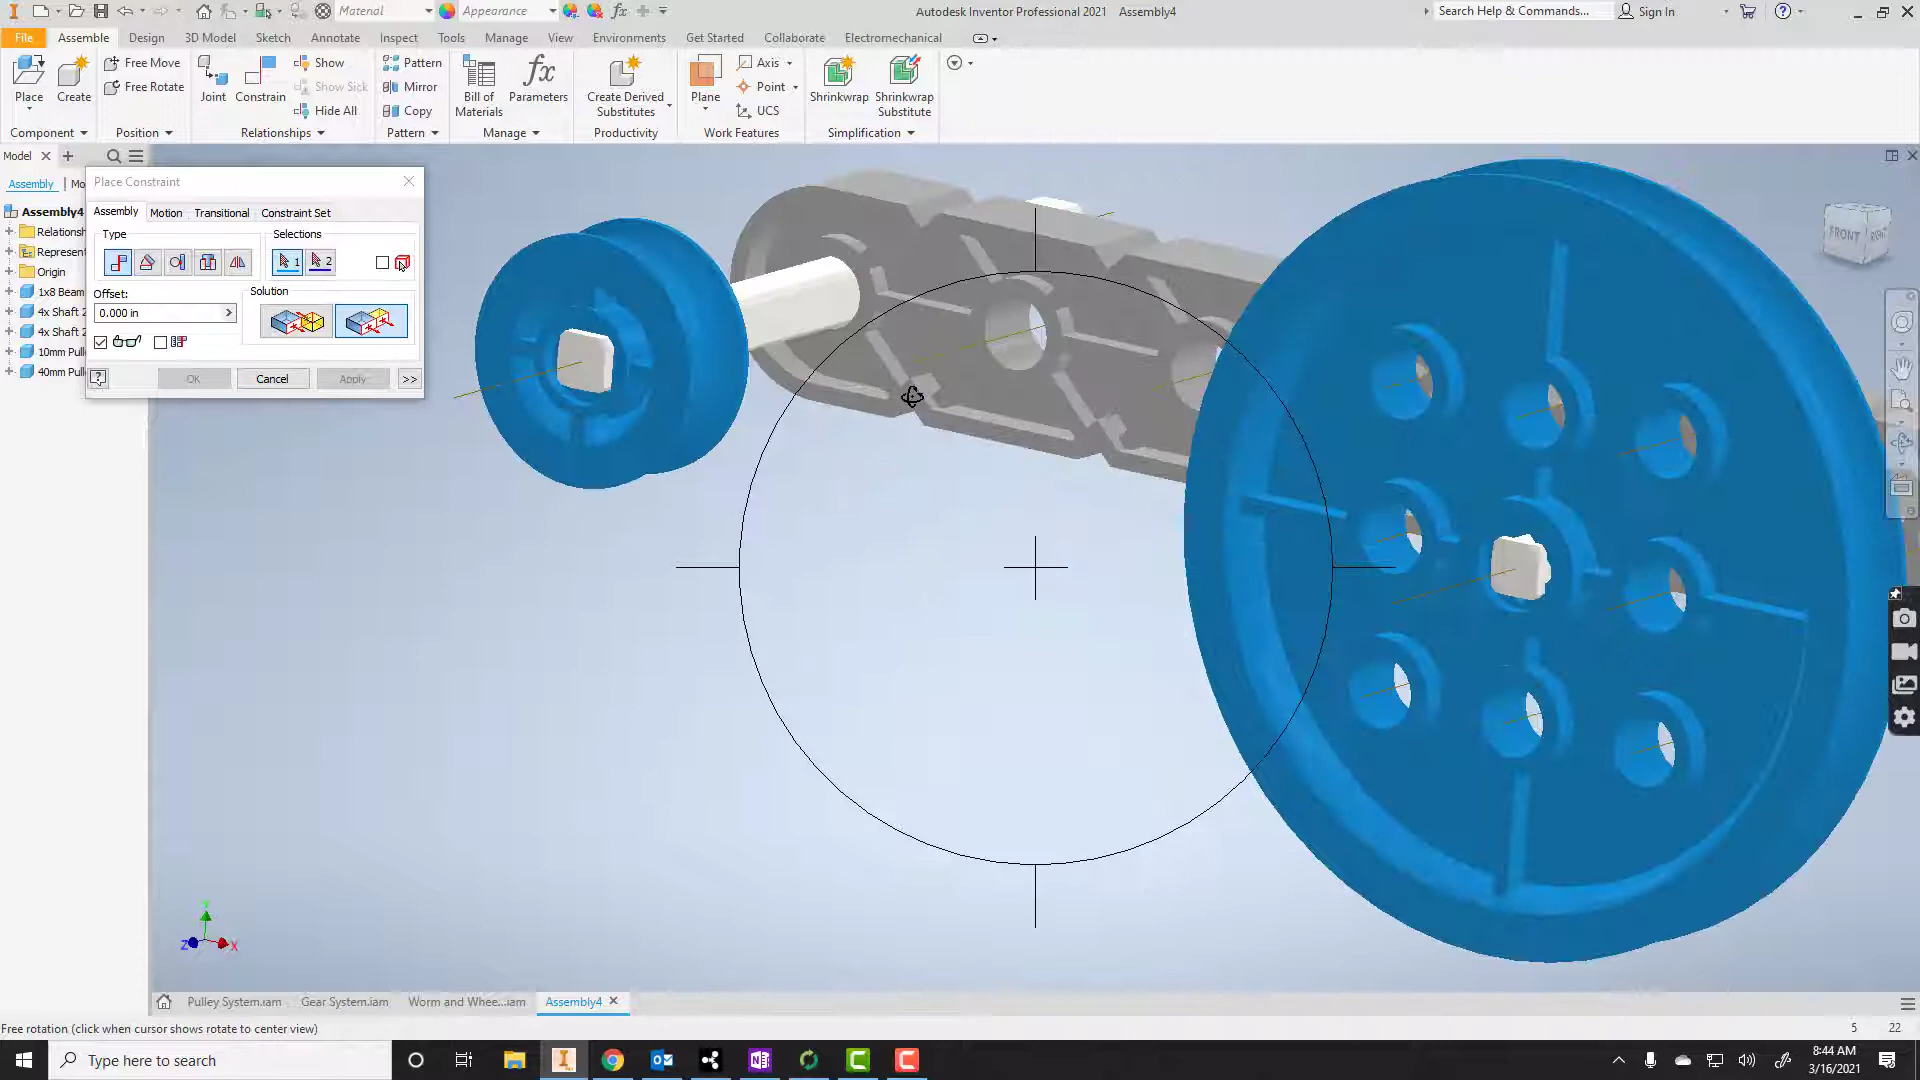 Material
Appearance
fx
Autodesk Inventor Professional 2021 Assembly4
Search Help & Commands...
Sign In
File Assemble Design 3D Model Sketch Annotate Inspect Tools Manage View Environments Get Started Collaborate Electromechanical
Place
Create
Free Move
Free Rotate
Joint
Constrain
Show
Show Sick
Hide All
Pattern
Mirror
Copy
Bill of
Materials
fx
Parameters
Create Derived
Substitutes
Plane
Axis
Point
UCS
Shrinkwrap
Shrinkwrap
Substitute
Component
Position
Relationships
Pattern
Manage
Productivity
Work Features
Simplification
Model
Assembly
Mo
Assembly4
Relationsh
Represent
Origin
1x8 Beam
4x Shaft 2
4x Shaft 2
10mm Pull
40mm Pull
Place Constraint
Assembly Motion Transitional Constraint Set
Type
Selections
1
2
Offset:
0.000 in
Solution
OK
Cancel
Apply
>>
FRONT
RIGHT
Y
Z
X
Pulley System.iam Gear System.iam Worm and Whee...iam Assembly4
Free rotation (click when cursor shows rotate to center view)
5 22
Type here to search
8:44 AM
3/16/2021